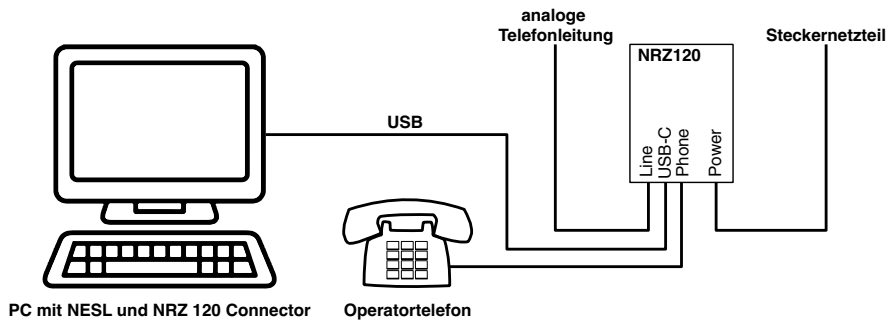 analoge
Telefonleitung
Steckernetzteil
NRZ120
USB
Line
USB-C
Phone
Power
PC mit NESL und NRZ 120 Connector
Operatortelefon